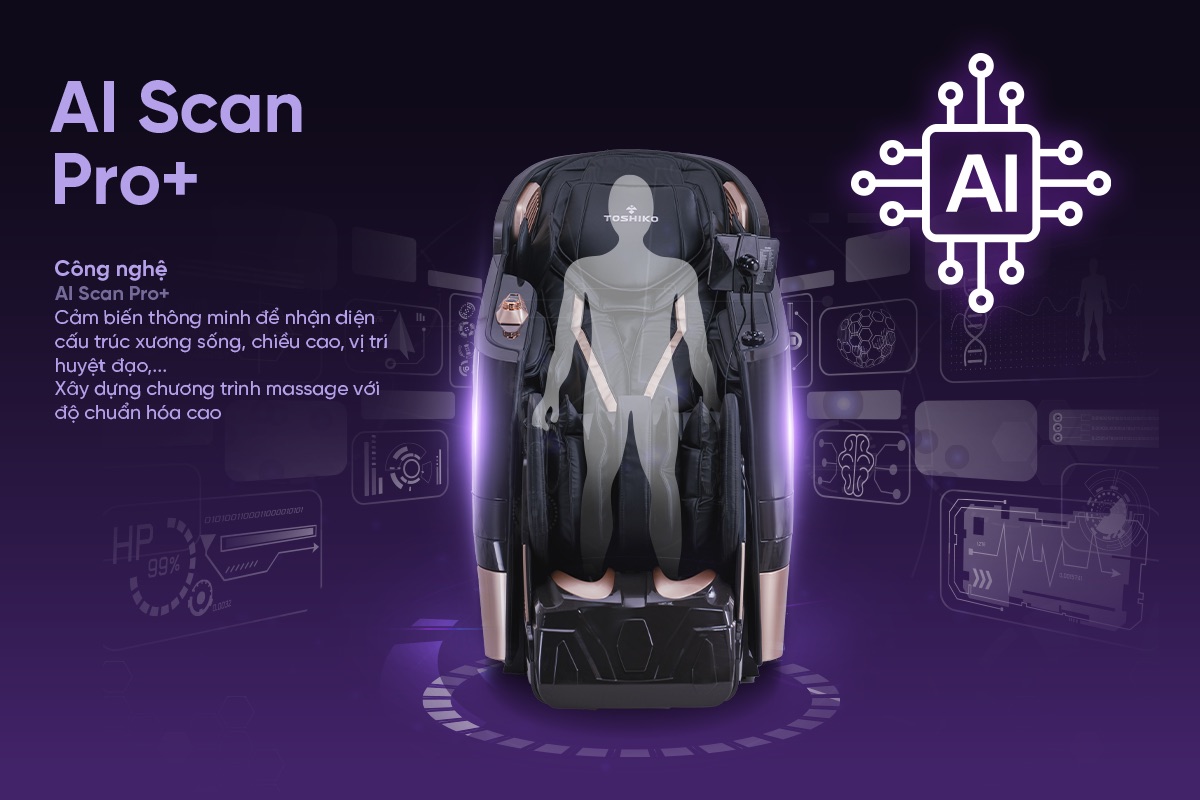 AI Scan
Pro+
AI
TOSHIKO
Công nghệ
AI Scan Pro+
Cảm biến thông minh để nhận diện
cấu trúc xương sống, chiều cao, vị trí
huyệt đạo,...
Xây dựng chương trình massage với
độ chuẩn hóa cao
HP
99%